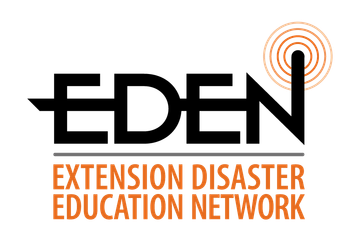 EDEN
EXTENSION DISASTER
EDUCATION NETWORK